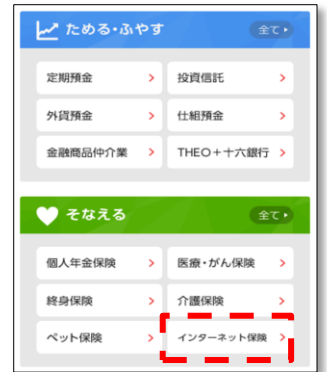 ためる・ふやす 全て
定期預金 投資信託
外貨預金 仕組預金
金融商品仲介業 THEO+十六銀行
そなえる 全て
個人年金保険 医療・がん保険
終身保険 介護保険
ペット保険 インターネット保険